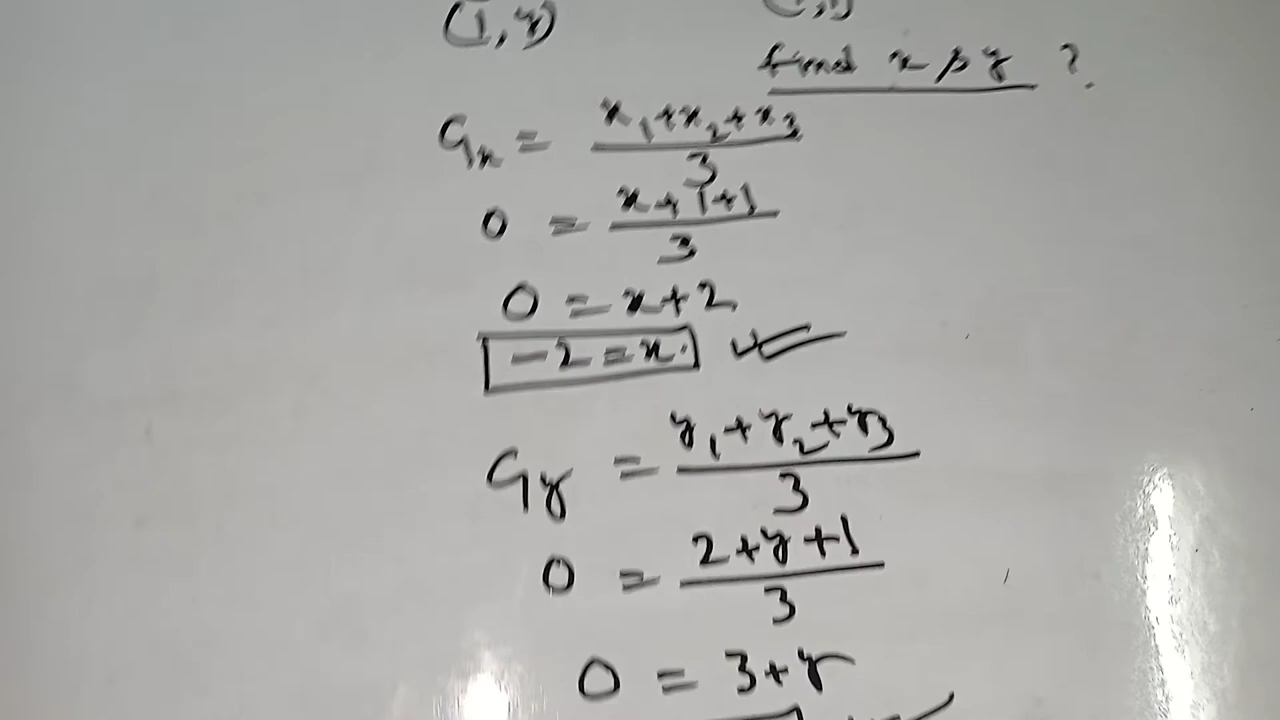 (1, y)
find x & y ?
Gx = x1+x2+x3 / 3
0 = x+1+1 / 3
0 = x+2
-2 = x.
Gy = y1+y2+y3 / 3
0 = 2+y+1 / 3
0 = 3+y